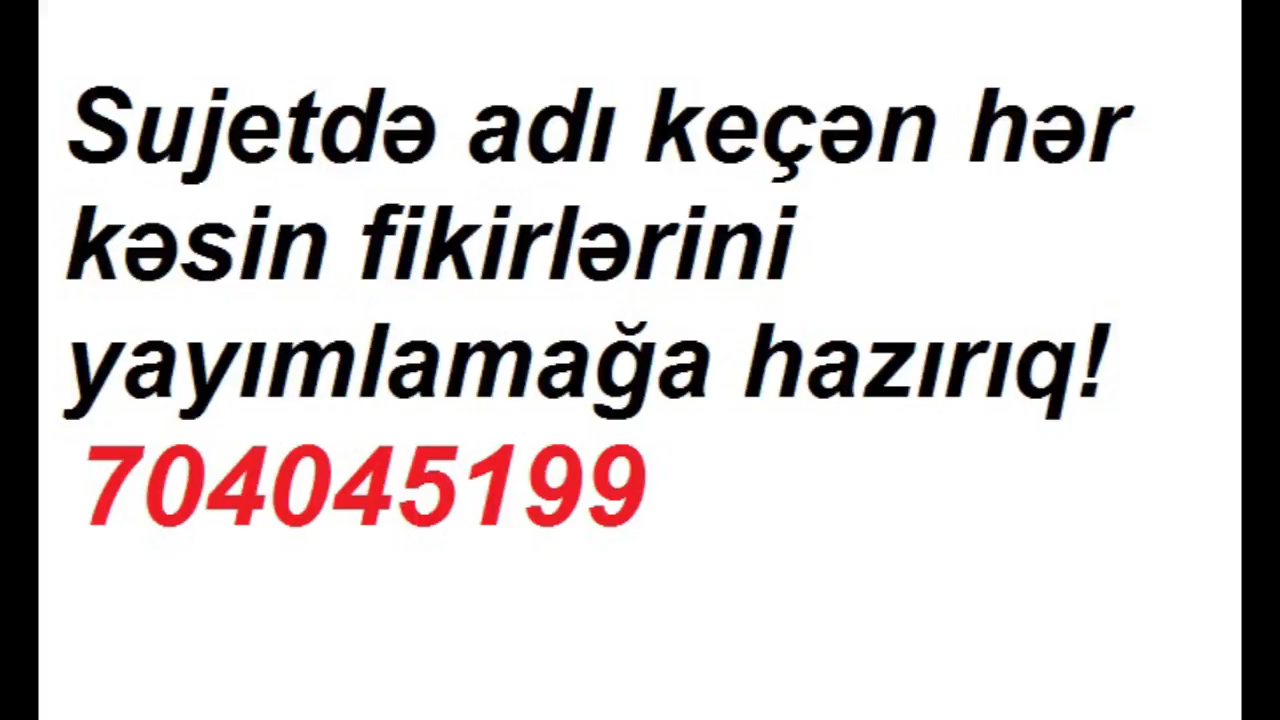 Sujetdə adı keçən hər
kəsin fikirlərini
yayımlamağa hazırıq!
704045199